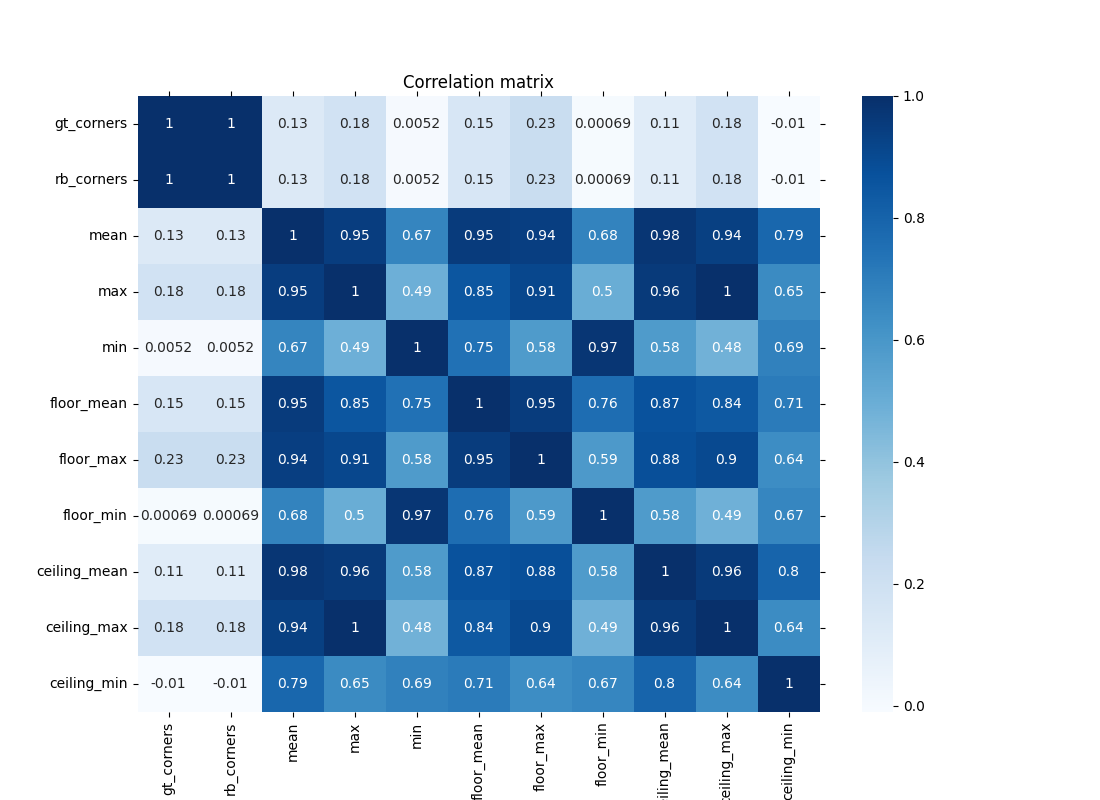 Correlation matrix
gt_corners 1 1 0.13 0.18 0.0052 0.15 0.23 0.00069 0.11 0.18 -0.01
rb_corners 1 1 0.13 0.18 0.0052 0.15 0.23 0.00069 0.11 0.18 -0.01
mean 0.13 0.13 1 0.95 0.67 0.95 0.94 0.68 0.98 0.94 0.79
max 0.18 0.18 0.95 1 0.49 0.85 0.91 0.5 0.96 1 0.65
min 0.0052 0.0052 0.67 0.49 1 0.75 0.58 0.97 0.58 0.48 0.69
floor_mean 0.15 0.15 0.95 0.85 0.75 1 0.95 0.76 0.87 0.84 0.71
floor_max 0.23 0.23 0.94 0.91 0.58 0.95 1 0.59 0.88 0.9 0.64
floor_min 0.00069 0.00069 0.68 0.5 0.97 0.76 0.59 1 0.58 0.49 0.67
ceiling_mean 0.11 0.11 0.98 0.96 0.58 0.87 0.88 0.58 1 0.96 0.8
ceiling_max 0.18 0.18 0.94 1 0.48 0.84 0.9 0.49 0.96 1 0.64
ceiling_min -0.01 -0.01 0.79 0.65 0.69 0.71 0.64 0.67 0.8 0.64 1
gt_corners
rb_corners
mean
max
min
floor_mean
floor_max
floor_min
iling_mean
ceiling_max
ceiling_min
1.0
0.8
0.6
0.4
0.2
0.0